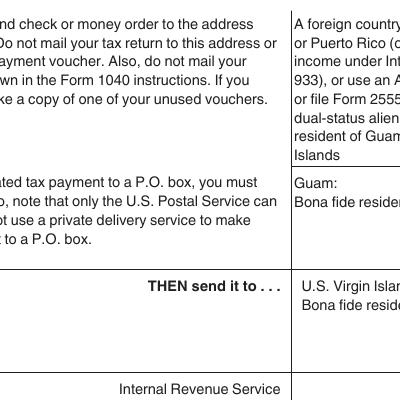 nd check or money order to the address
Do not mail your tax return to this address or
ayment voucher. Also, do not mail your
wn in the Form 1040 instructions. If you
ke a copy of one of your unused vouchers.
ted tax payment to a P.O. box, you must
o, note that only the U.S. Postal Service can
ot use a private delivery service to make
t to a P.O. box.
THEN send it to . . .
Internal Revenue Service
A foreign country
or Puerto Rico (o
income under Int
933), or use an A
or file Form 2555
dual-status alien
resident of Guam
Islands
Guam:
Bona fide reside
U.S. Virgin Islan
Bona fide reside